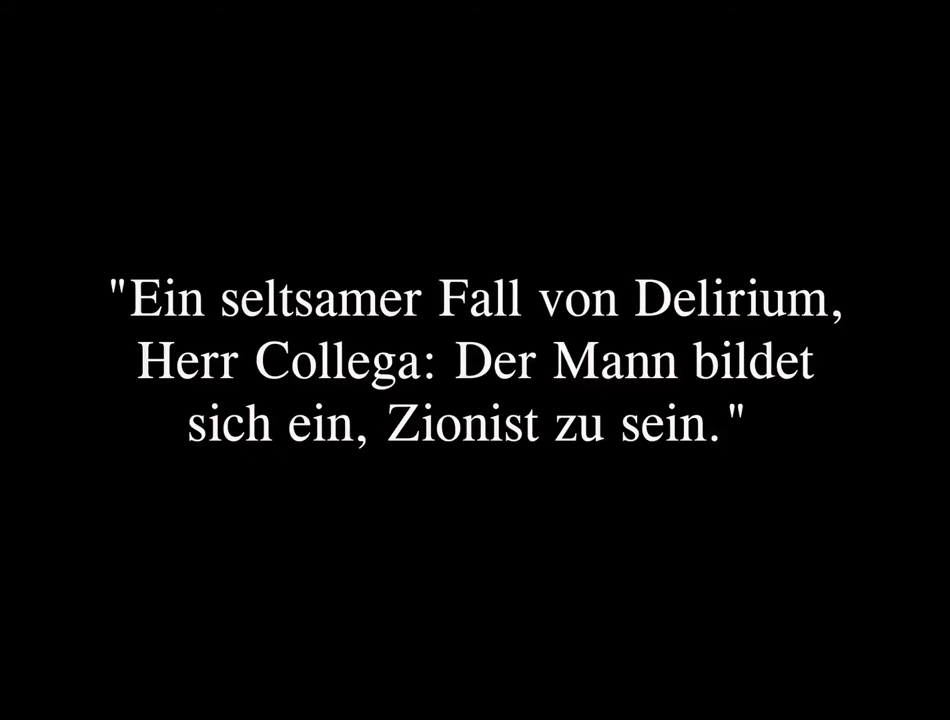 "Ein seltsamer Fall von Delirium,
Herr Collega: Der Mann bildet
sich ein, Zionist zu sein."